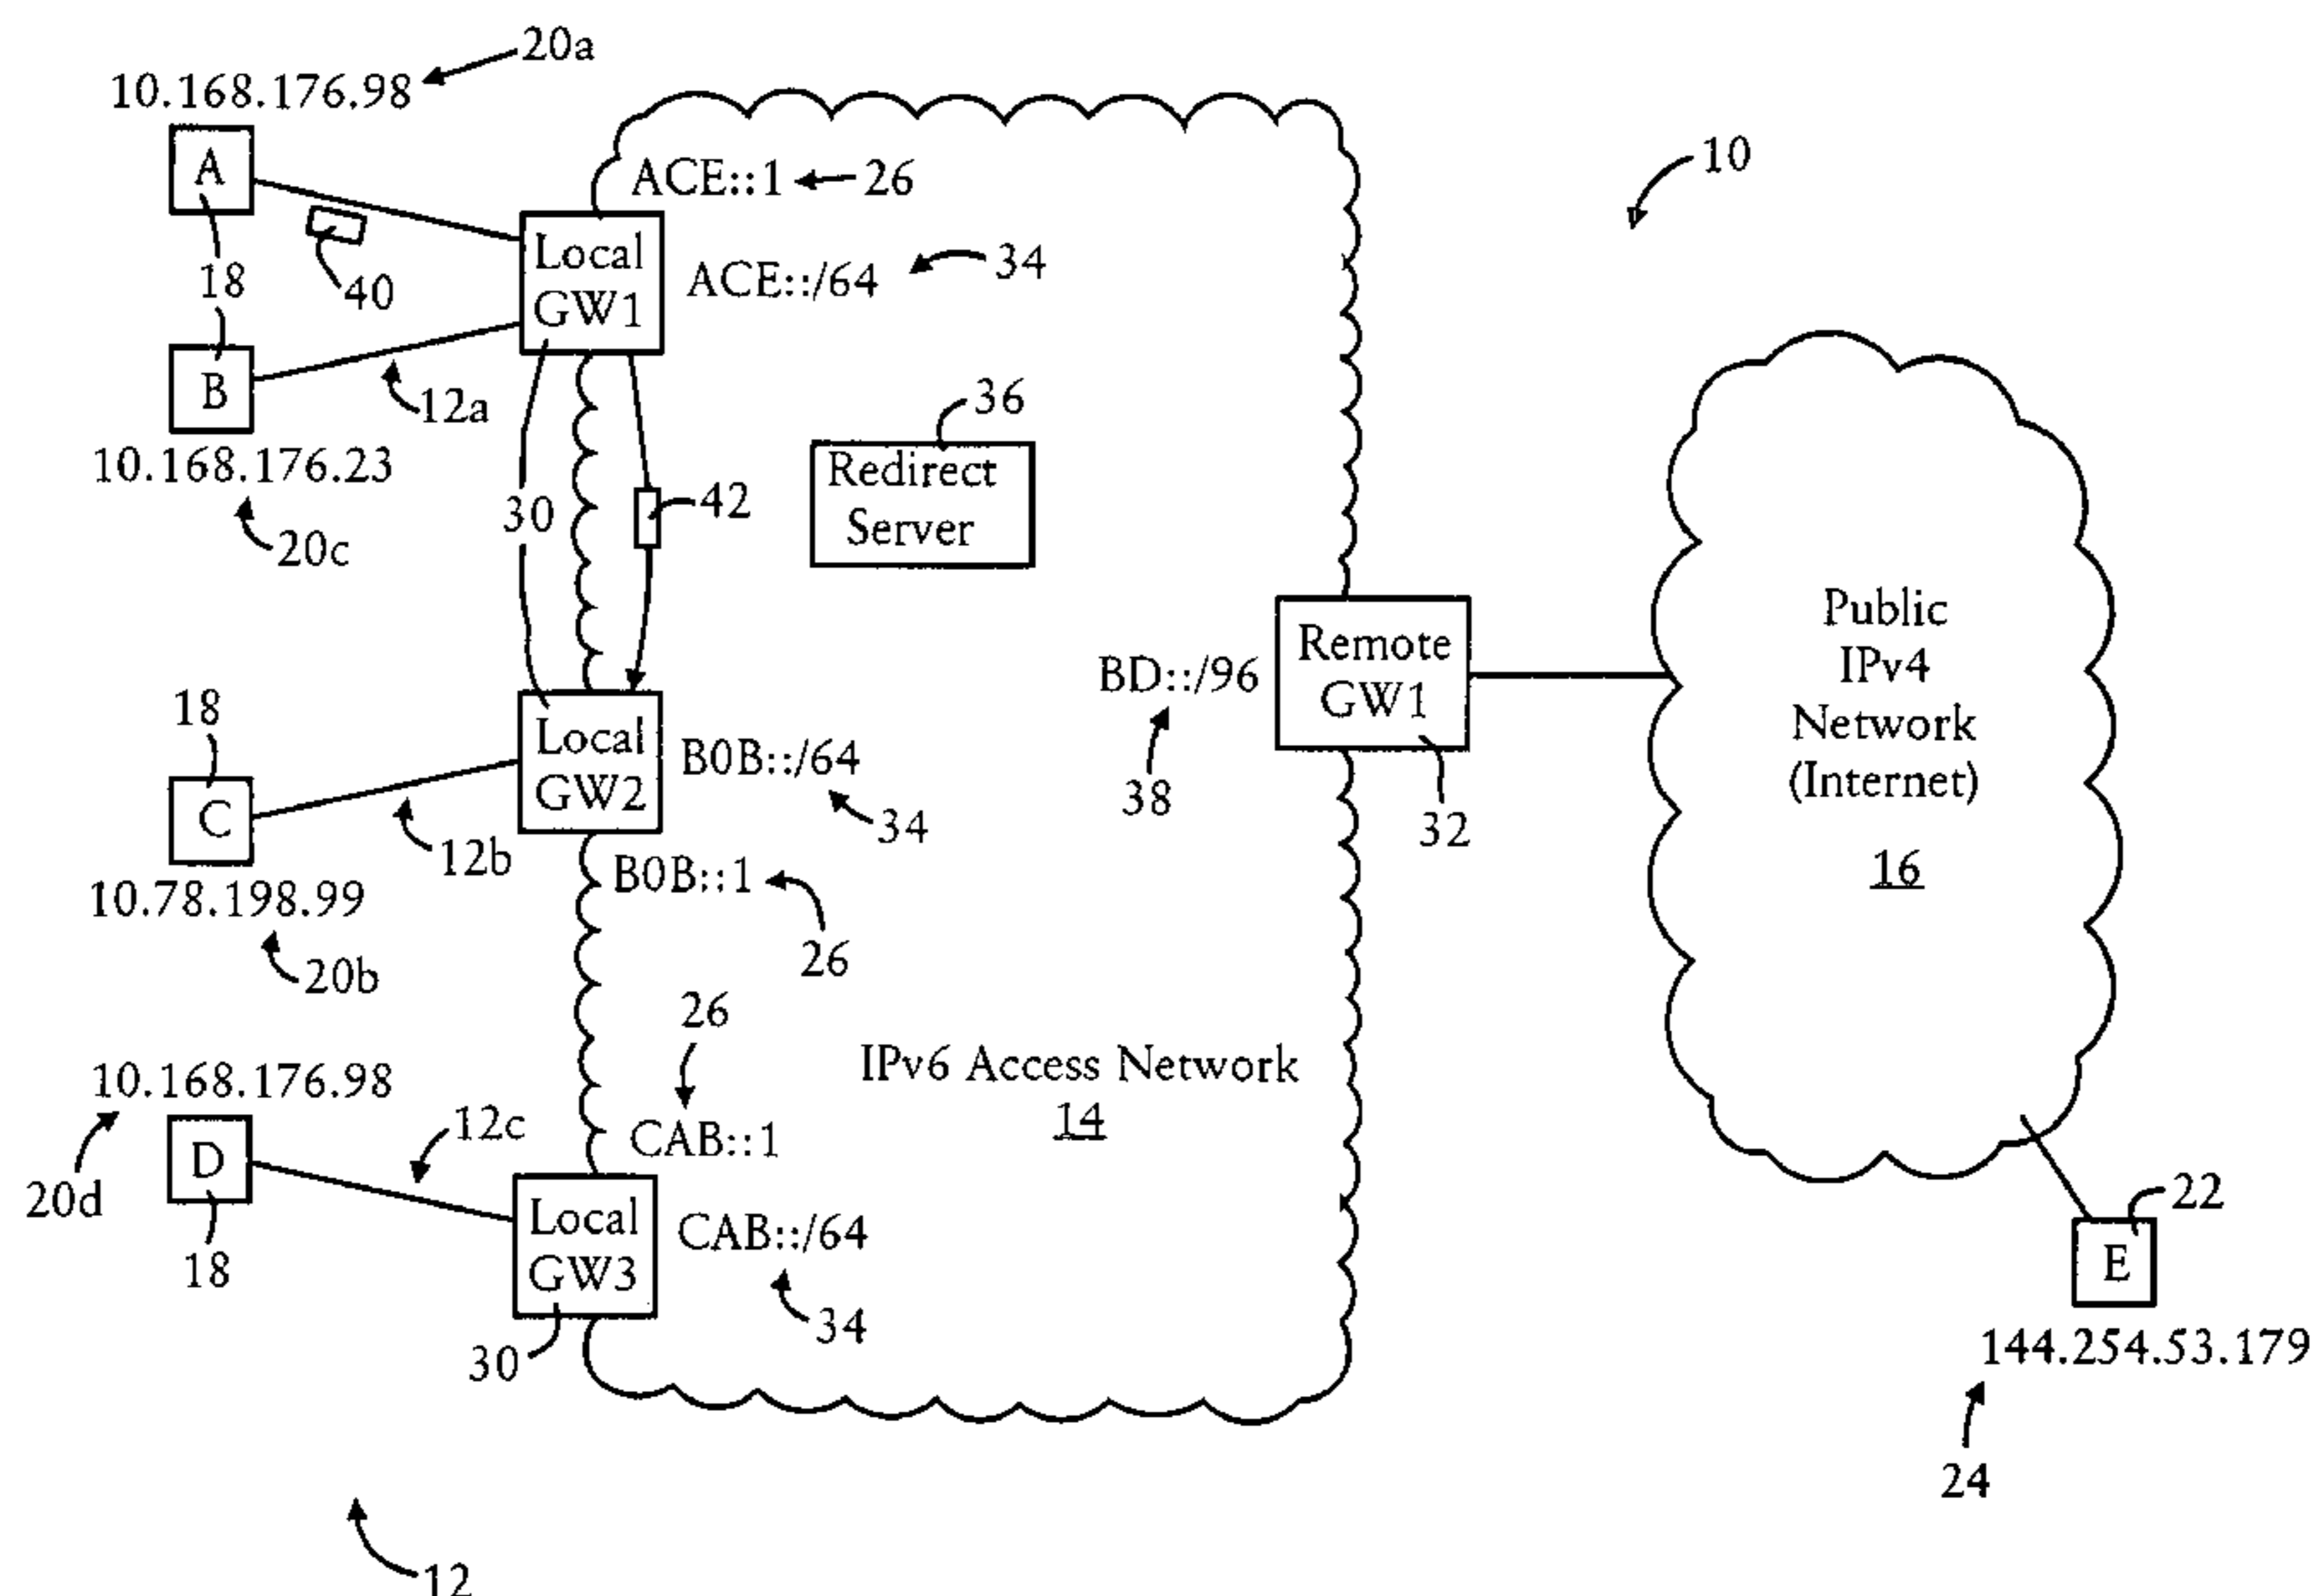 20a
10.168.176.98
A
18
40
B
12a
10.168.176.23
20c
ACE::1
26
Local
GW1
ACE::/64
34
10
36
Redirect
Server
30
42
18
C
12b
10.78.198.99
20b
Local
GW2
B0B::/64
34
B0B::1
26
BD::/96
38
Remote
GW1
32
Public
IPv4
Network
(Internet)
16
26
CAB::1
IPv6 Access Network
14
10.168.176.98
20d
D
18
12c
Local
GW3
CAB::/64
34
30
22
E
144.254.53.179
24
12